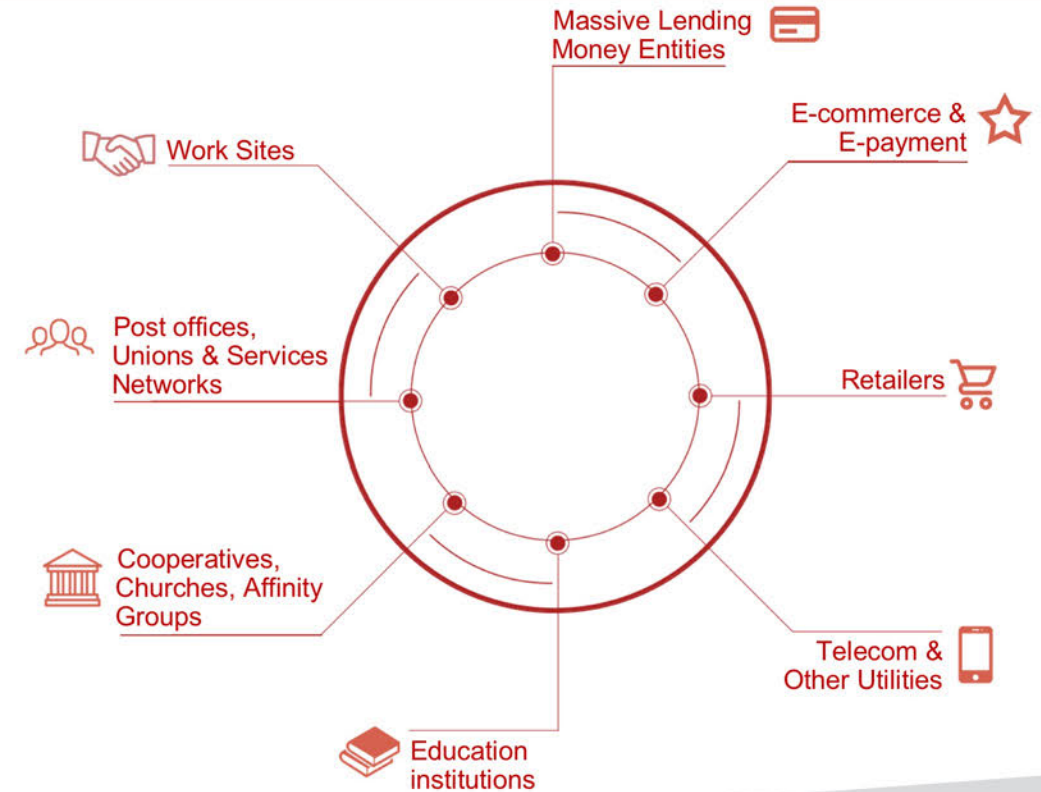 Massive Lending
Money Entities
E-commerce &
E-payment
Work Sites
Post offices,
Unions & Services
Networks
Retailers
Cooperatives,
Churches, Affinity
Groups
Telecom &
Other Utilities
Education
institutions